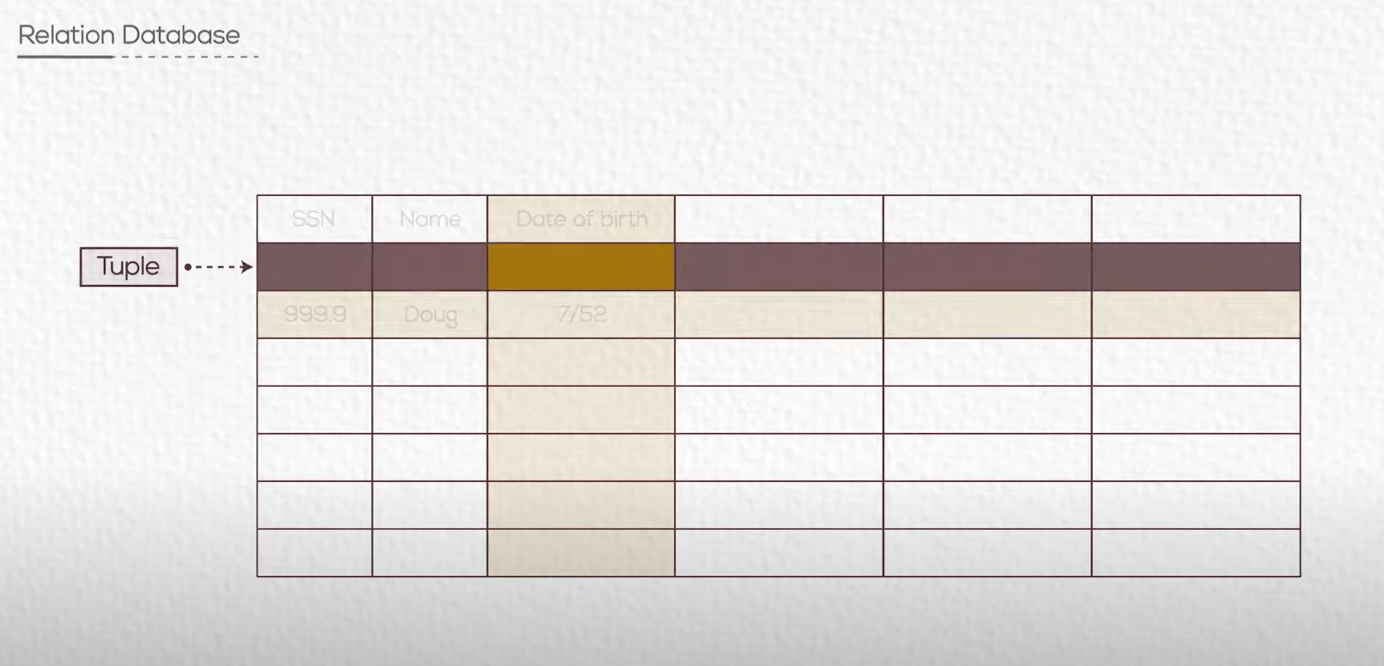 Relation Database
SSN Name Date of birth
Tuple
999.9 Doug 7/52